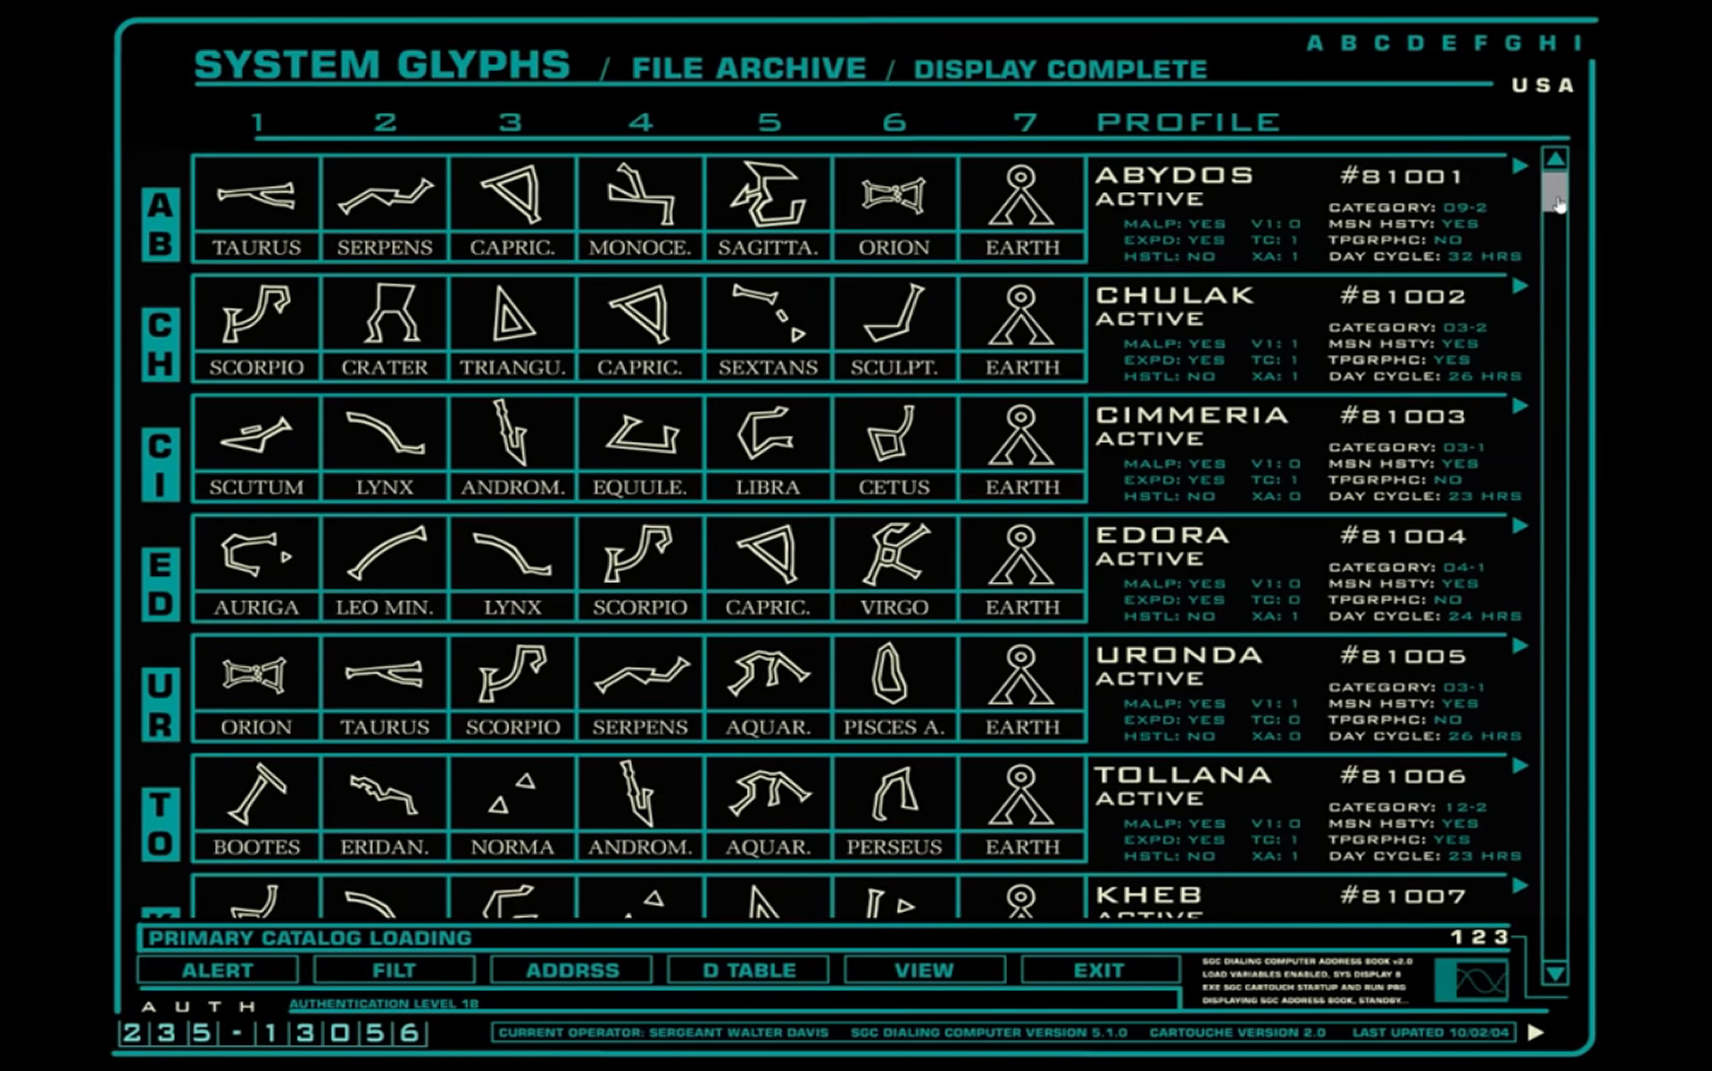 A B C D E F G H I
SYSTEM GLYPHS / FILE ARCHIVE / DISPLAY COMPLETE
USA
1 2 3 4 5 6 7 PROFILE
AB
TAURUS SERPENS CAPRIC. MONOCE. SAGITTA. ORION EARTH
ABYDOS #81001
ACTIVE
CATEGORY: 09-2
MALP: YES V1: 0 MSN HSTY: YES
EXPD: YES TC: 1 TPGRPHC: NO
HSTL: NO XA: 1 DAY CYCLE: 32 HRS
CH
SCORPIO CRATER TRIANGU. CAPRIC. SEXTANS SCULPT. EARTH
CHULAK #81002
ACTIVE
CATEGORY: 03-2
MALP: YES V1: 1 MSN HSTY: YES
EXPD: YES TC: 1 TPGRPHC: YES
HSTL: NO XA: 1 DAY CYCLE: 26 HRS
CI
SCUTUM LYNX ANDROM. EQUULE. LIBRA CETUS EARTH
CIMMERIA #81003
ACTIVE
CATEGORY: 03-1
MALP: YES V1: 0 MSN HSTY: YES
EXPD: YES TC: 1 TPGRPHC: NO
HSTL: NO XA: 0 DAY CYCLE: 23 HRS
ED
AURIGA LEO MIN. LYNX SCORPIO CAPRIC. VIRGO EARTH
EDORA #81004
ACTIVE
CATEGORY: 04-1
MALP: YES V1: 0 MSN HSTY: YES
EXPD: YES TC: 0 TPGRPHC: NO
HSTL: NO XA: 1 DAY CYCLE: 24 HRS
UR
ORION TAURUS SCORPIO SERPENS AQUAR. PISCES A. EARTH
URONDA #81005
ACTIVE
CATEGORY: 03-1
MALP: YES V1: 1 MSN HSTY: YES
EXPD: YES TC: 0 TPGRPHC: NO
HSTL: NO XA: 0 DAY CYCLE: 26 HRS
TO
BOOTES ERIDAN. NORMA ANDROM. AQUAR. PERSEUS EARTH
TOLLANA #81006
ACTIVE
CATEGORY: 12-2
MALP: YES V1: 0 MSN HSTY: YES
EXPD: YES TC: 1 TPGRPHC: YES
HSTL: NO XA: 1 DAY CYCLE: 23 HRS
KHEB #81007
ACTIVE
PRIMARY CATALOG LOADING 123
ALERT FILT ADDRSS D TABLE VIEW EXIT
SGC DIALING COMPUTER ADDRESS BOOK v2.0
LOAD VARIABLES ENABLED, SYS DISPLAY 8
EXE SGC CARTOUCH STARTUP AND RUN PRG
DISPLAYING SGC ADDRESS BOOK, STANDBY...
AUTH AUTHENTICATION LEVEL 1B
235-13056
CURRENT OPERATOR: SERGEANT WALTER DAVIS SGC DIALING COMPUTER VERSION 5.1.0 CARTOUCHE VERSION 2.0 LAST UPATED 10/02/04